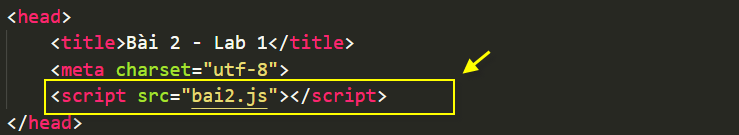 <head>
<title>Bài 2 - Lab 1</title>
<meta charset="utf-8">
<script src="bai2.js"></script>
</head>